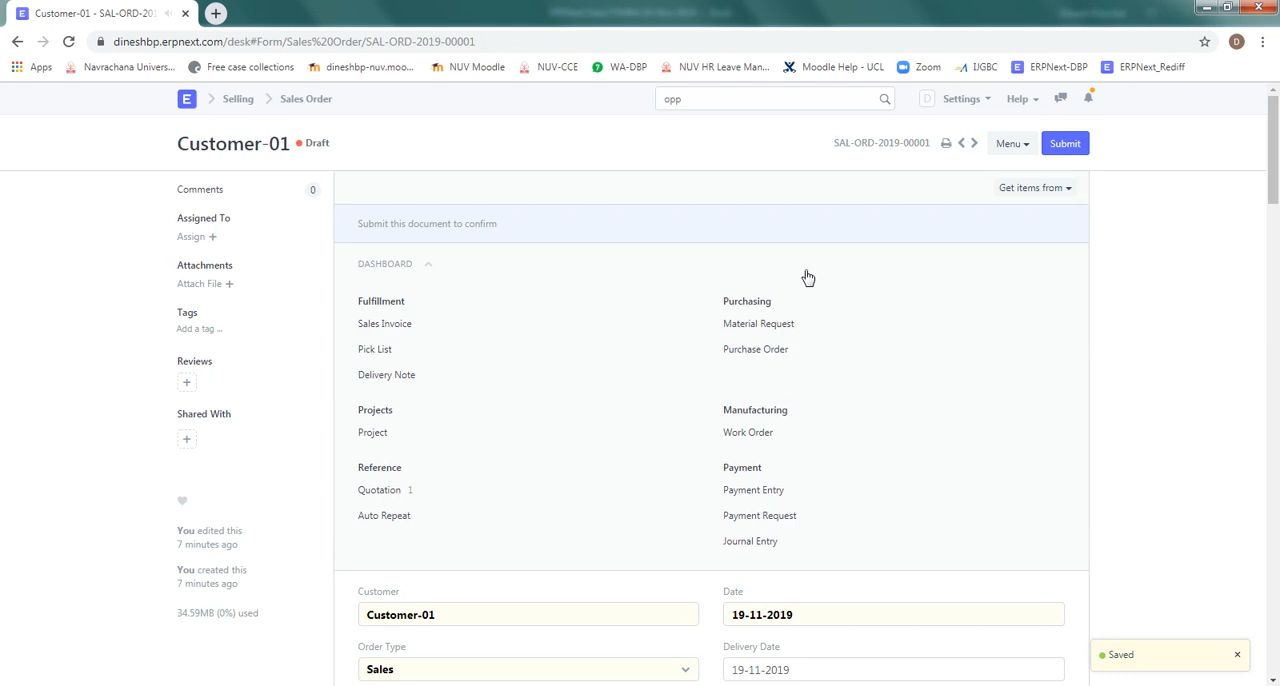 Customer-01 - SAL-ORD-201
dineshbp.erpnext.com/desk#Form/Sales%20Order/SAL-ORD-2019-00001
D
Apps
Navrachana Univers...
Free case collections
dineshbp-nuv.moo...
NUV Moodle
NUV-CCE
WA-DBP
NUV HR Leave Man...
Moodle Help - UCL
Zoom
IJGBC
ERPNext-DBP
ERPNext_Rediff
E
Selling
Sales Order
opp
D
Settings
Help
Customer-01
Draft
SAL-ORD-2019-00001
Menu
Submit
Comments 0
Get items from
Assigned To
Assign +
Submit this document to confirm
Attachments
Attach File +
DASHBOARD
Tags
Add a tag ...
Fulfillment
Sales Invoice
Pick List
Delivery Note
Purchasing
Material Request
Purchase Order
Reviews
+
Shared With
+
Projects
Project
Manufacturing
Work Order
Reference
Quotation 1
Auto Repeat
Payment
Payment Entry
Payment Request
Journal Entry
You edited this
7 minutes ago
You created this
7 minutes ago
34.59MB (0%) used
Customer
Customer-01
Date
19-11-2019
Order Type
Sales
Delivery Date
19-11-2019
Saved ×